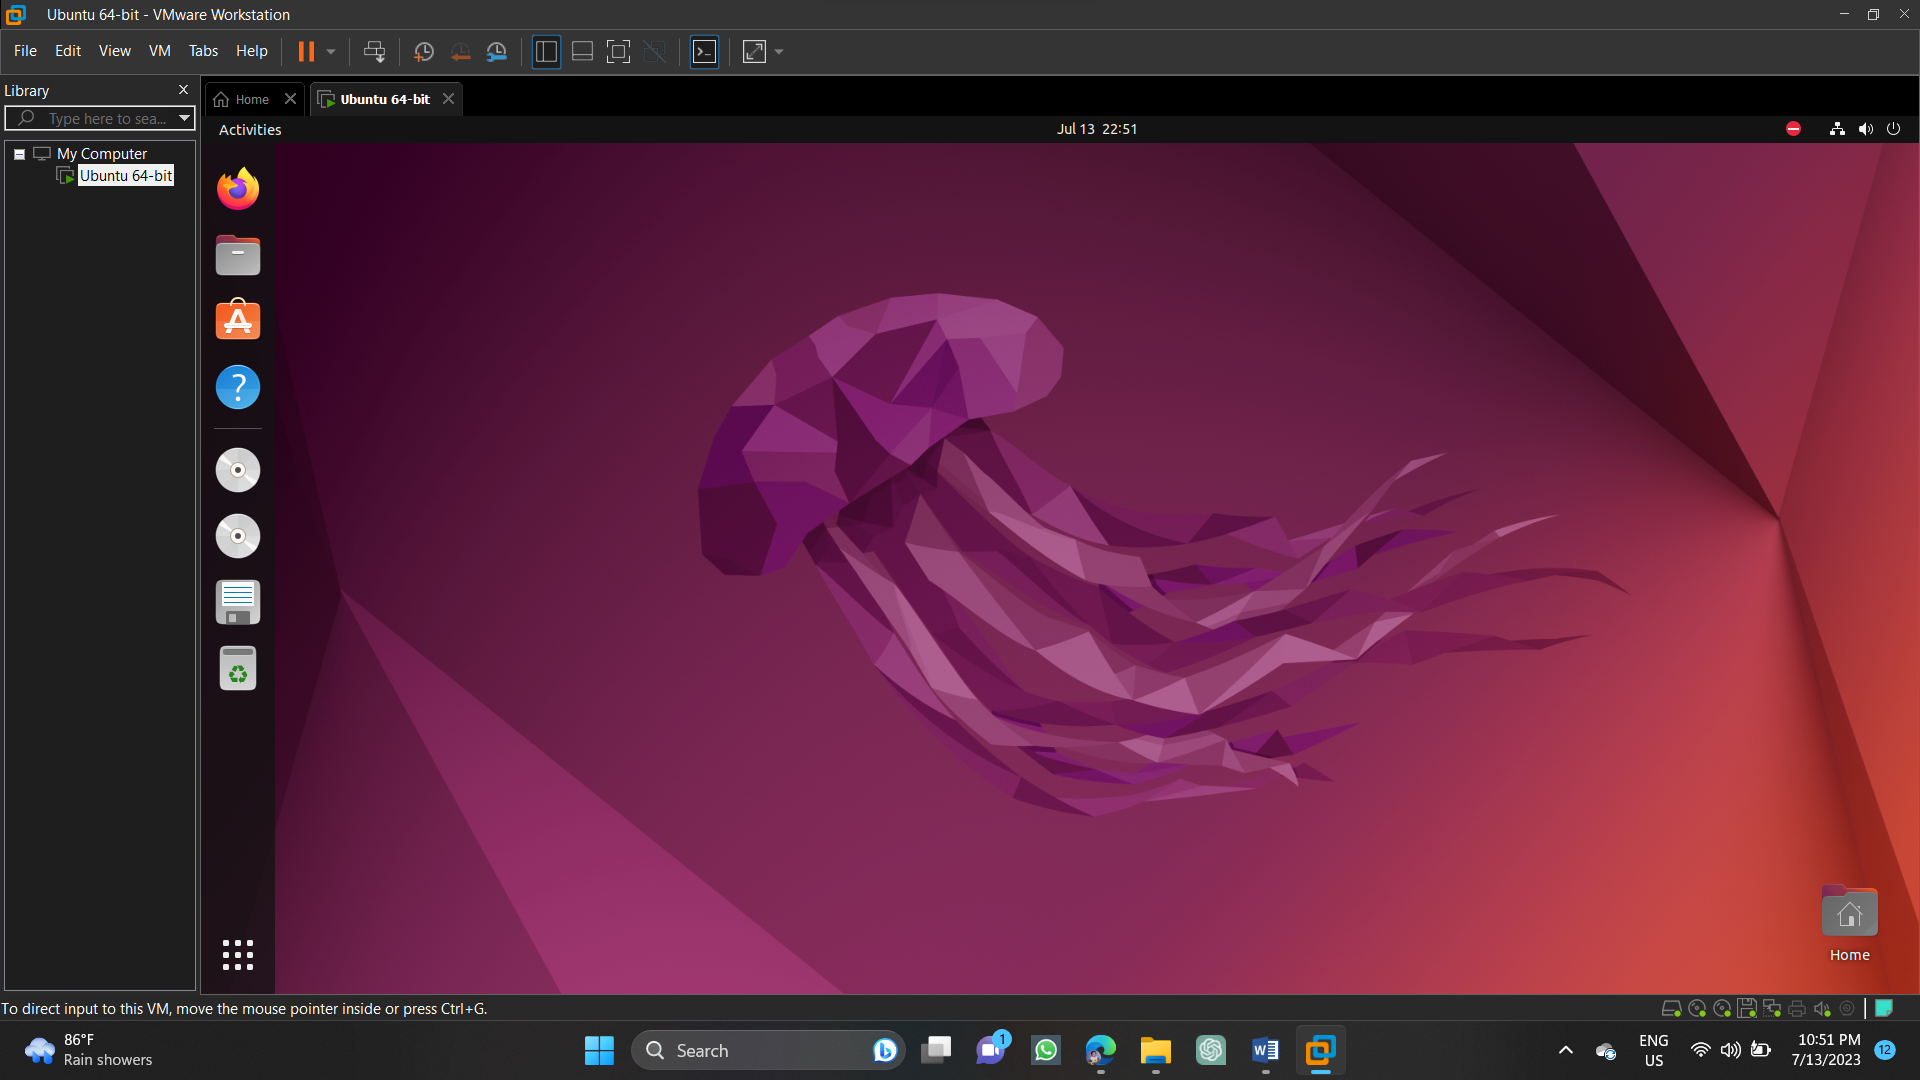 Ubuntu 64-bit - VMware Workstation
File Edit View VM Tabs Help
Library
Type here to sea...
My Computer
Ubuntu 64-bit
Home
Ubuntu 64-bit
Activities
Jul 13 22:51
Home
To direct input to this VM, move the mouse pointer inside or press Ctrl+G.
86°F
Rain showers
Search
1
ENG
US
10:51 PM
7/13/2023
12